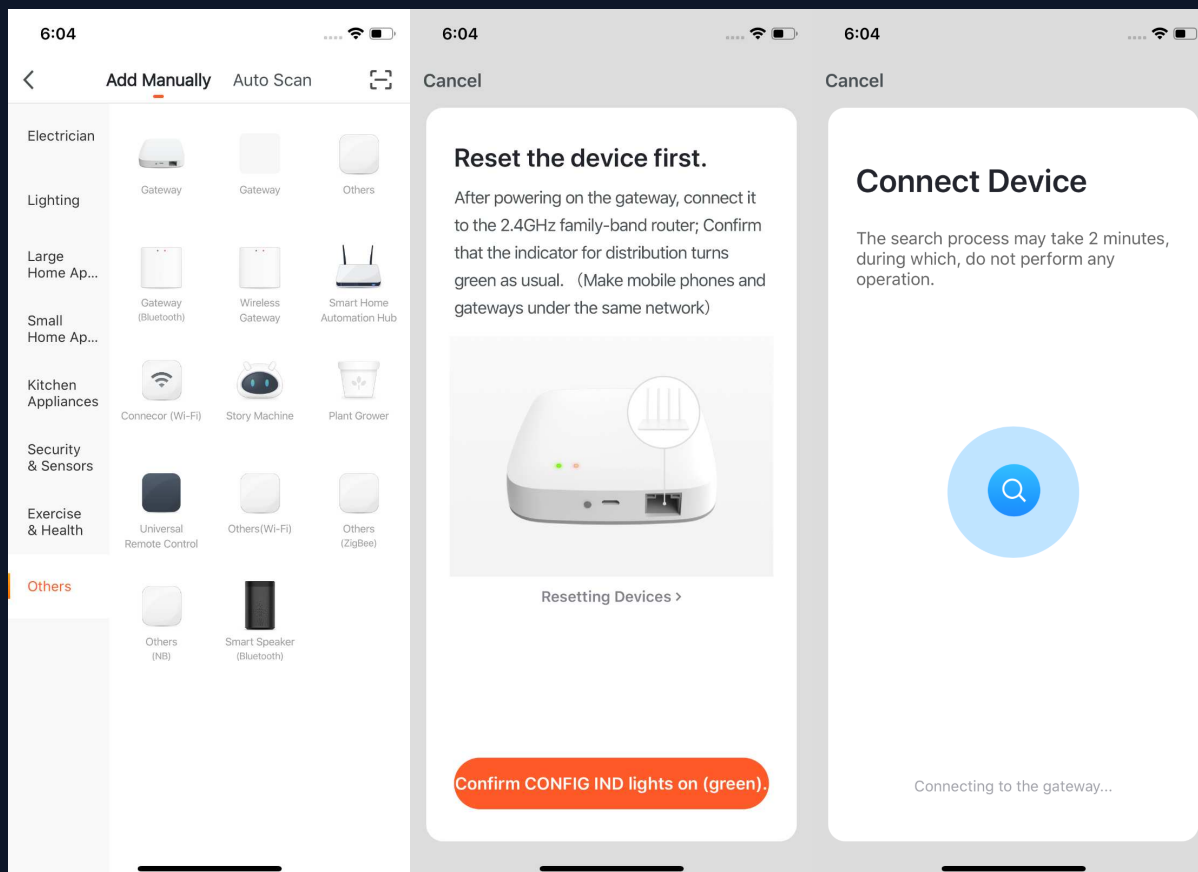 6:04
Add Manually Auto Scan
Electrician
Lighting
Large
Home Ap...
Small
Home Ap...
Kitchen
Appliances
Security
& Sensors
Exercise
& Health
Others
Gateway
Gateway
Others
Gateway
(Bluetooth)
Wireless
Gateway
Smart Home
Automation Hub
Connecor (Wi-Fi)
Story Machine
Plant Grower
Universal
Remote Control
Others(Wi-Fi)
Others
(ZigBee)
Others
(NB)
Smart Speaker
(Bluetooth)
6:04
Cancel
Reset the device first.
After powering on the gateway, connect it
to the 2.4GHz family-band router; Confirm
that the indicator for distribution turns
green as usual.（Make mobile phones and
gateways under the same network）
Resetting Devices >
Confirm CONFIG IND lights on (green).
6:04
Cancel
Connect Device
The search process may take 2 minutes,
during which, do not perform any
operation.
Connecting to the gateway...